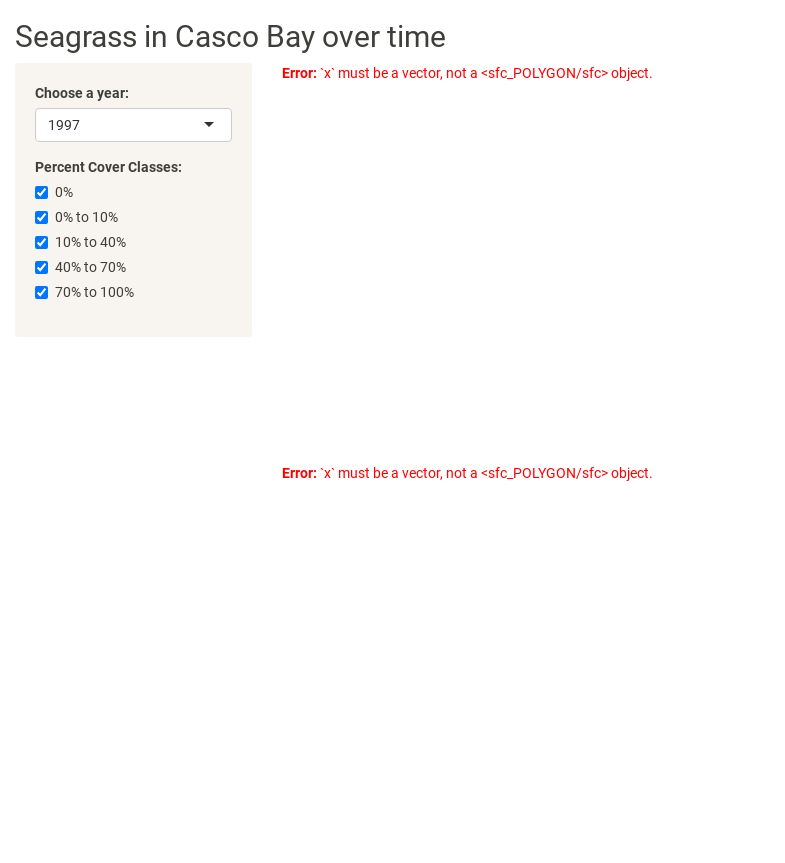 Seagrass in Casco Bay over time
Choose a year:
1997
Percent Cover Classes:
0%
0% to 10%
10% to 40%
40% to 70%
70% to 100%
Error: `x` must be a vector, not a <sfc_POLYGON/sfc> object.
Error: `x` must be a vector, not a <sfc_POLYGON/sfc> object.